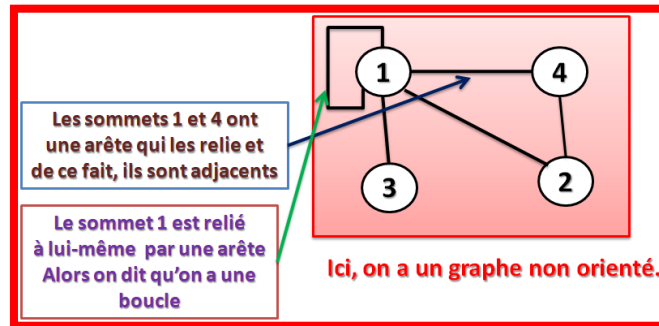 1
4
Les sommets 1 et 4 ont
une arête qui les relie et
de ce fait, ils sont adjacents
3
2
Le sommet 1 est relié
à lui-même par une arête
Alors on dit qu'on a une
boucle
Ici, on a un graphe non orienté.